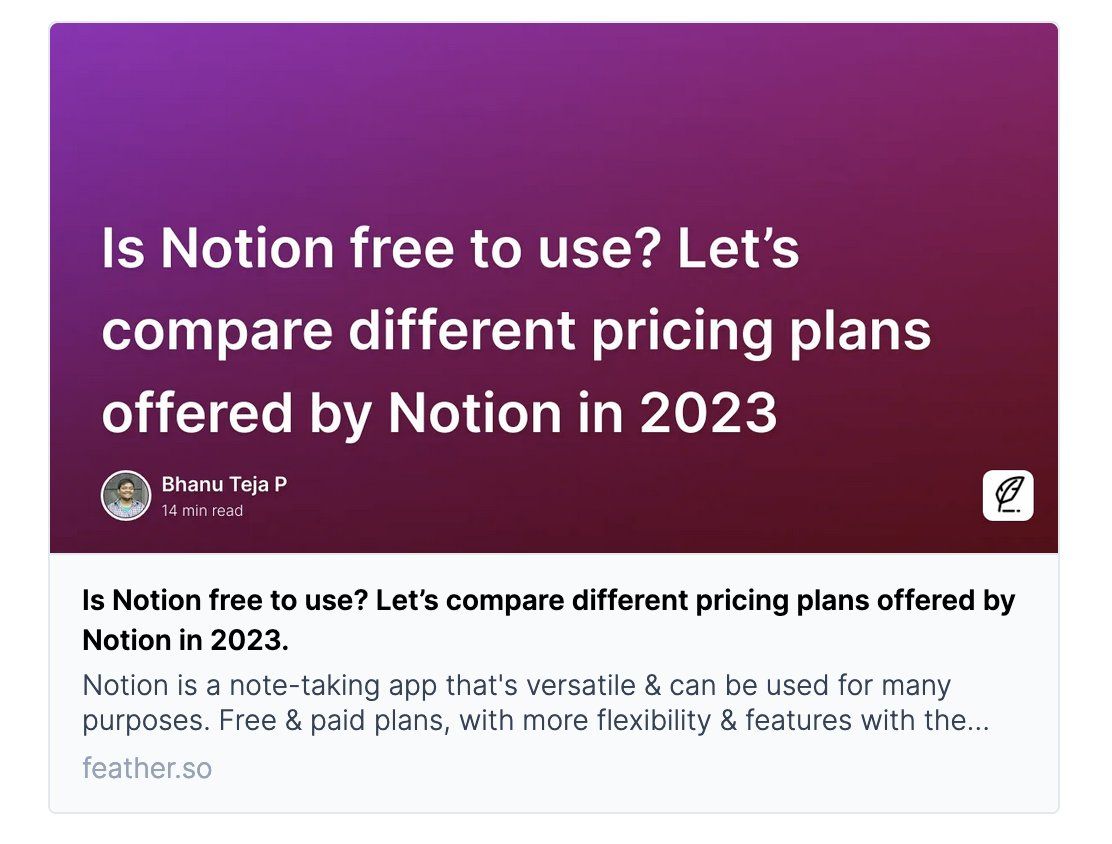 Is Notion free to use? Let’s
compare different pricing plans
offered by Notion in 2023
Bhanu Teja P
14 min read
Is Notion free to use? Let’s compare different pricing plans offered by
Notion in 2023.
Notion is a note-taking app that's versatile & can be used for many
purposes. Free & paid plans, with more flexibility & features with the...
feather.so